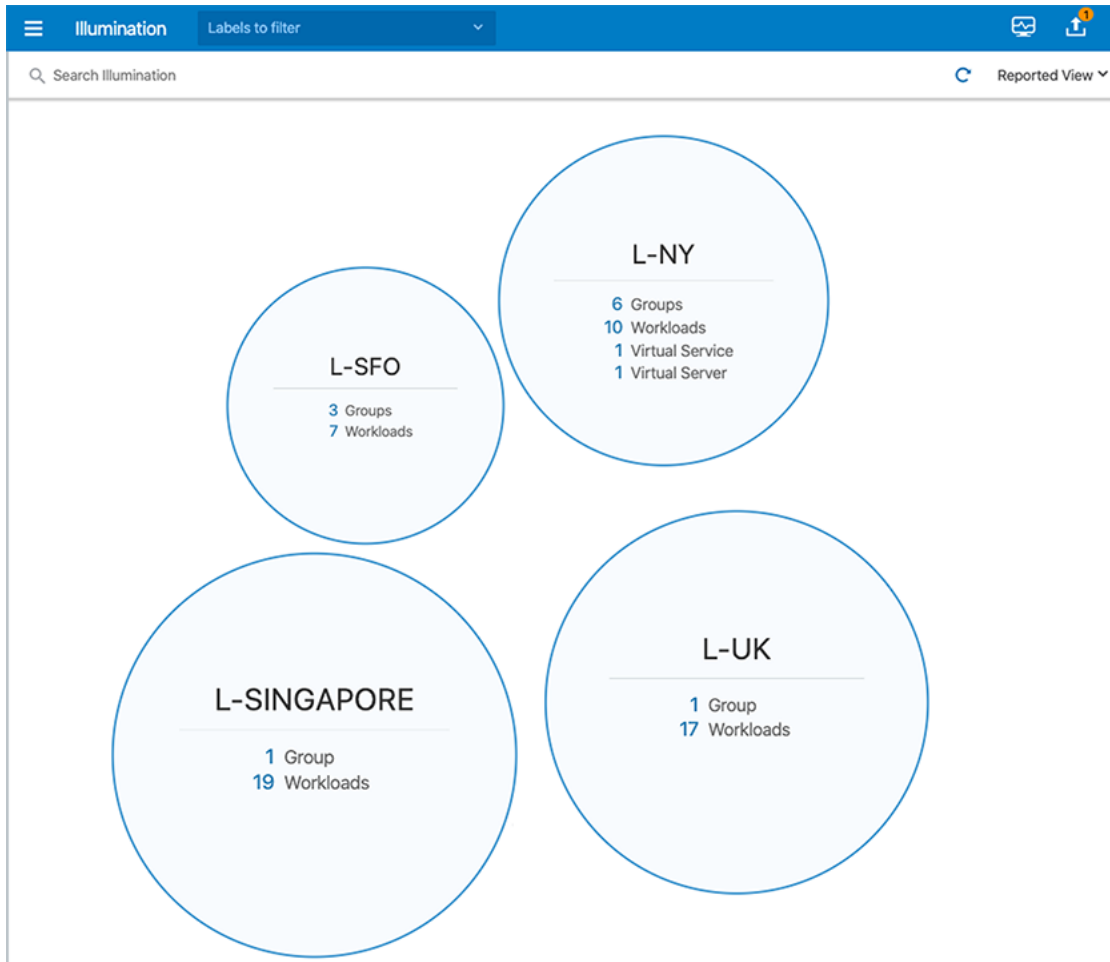 Illumination
Labels to filter
1
Search Illumination
Reported View
L-NY
6 Groups
10 Workloads
1 Virtual Service
1 Virtual Server
L-SFO
3 Groups
7 Workloads
L-SINGAPORE
1 Group
19 Workloads
L-UK
1 Group
17 Workloads